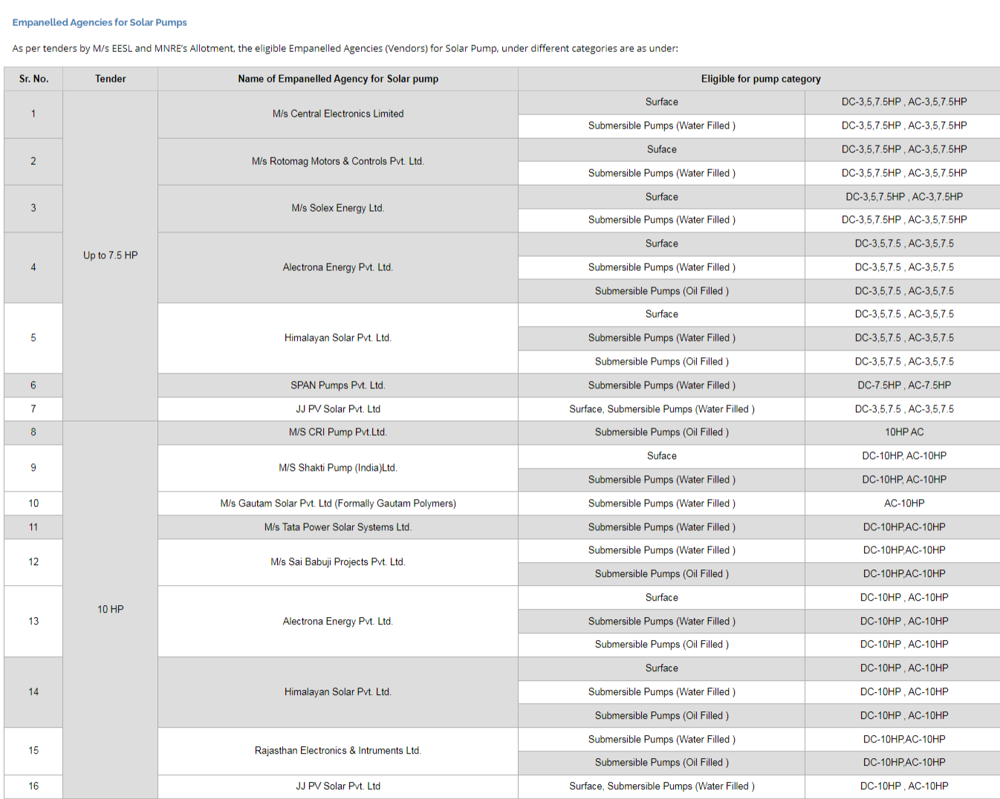 Empanelled Agencies for Solar Pumps
As per tenders by M/s EESL and MNRE's Allotment, the eligible Empanelled Agencies (Vendors) for Solar Pump, under different categories are as under:
Sr. No. Tender Name of Empanelled Agency for Solar pump Eligible for pump category
1 Up to 7.5 HP M/s Central Electronics Limited Surface DC-3,5,7.5HP , AC-3,5,7.5HP
Submersible Pumps (Water Filled ) DC-3,5,7.5HP , AC-3,5,7.5HP
2 M/s Rotomag Motors & Controls Pvt. Ltd. Suface DC-3,5,7.5HP , AC-3,5,7.5HP
Submersible Pumps (Water Filled ) DC-3,5,7.5HP , AC-3,5,7.5HP
3 M/s Solex Energy Ltd. Surface DC-3,5,7.5HP , AC-3,7.5HP
Submersible Pumps (Water Filled ) DC-3,5,7.5HP , AC-3,5,7.5HP
4 Alectrona Energy Pvt. Ltd. Surface DC-3,5,7.5 , AC-3,5,7.5
Submersible Pumps (Water Filled ) DC-3,5,7.5 , AC-3,5,7.5
Submersible Pumps (Oil Filled ) DC-3,5,7.5 , AC-3,5,7.5
5 Himalayan Solar Pvt. Ltd. Surface DC-3,5,7.5 , AC-3,5,7.5
Submersible Pumps (Water Filled ) DC-3,5,7.5 , AC-3,5,7.5
Submersible Pumps (Oil Filled ) DC-3,5,7.5 , AC-3,5,7.5
6 SPAN Pumps Pvt. Ltd. Submersible Pumps (Water Filled ) DC-7.5HP , AC-7.5HP
7 JJ PV Solar Pvt. Ltd Surface, Submersible Pumps (Water Filled ) DC-3,5,7.5 , AC-3,5,7.5
8 10 HP M/S CRI Pump Pvt.Ltd. Submersible Pumps (Oil Filled ) 10HP AC
9 M/S Shakti Pump (India)Ltd. Suface DC-10HP, AC-10HP
Submersible Pumps (Water Filled ) DC-10HP, AC-10HP
10 M/s Gautam Solar Pvt. Ltd (Formally Gautam Polymers) Submersible Pumps (Water Filled ) AC-10HP
11 M/s Tata Power Solar Systems Ltd. Submersible Pumps (Water Filled ) DC-10HP,AC-10HP
12 M/s Sai Babuji Projects Pvt. Ltd. Submersible Pumps (Water Filled ) DC-10HP,AC-10HP
Submersible Pumps (Oil Filled ) DC-10HP,AC-10HP
13 Alectrona Energy Pvt. Ltd. Surface DC-10HP , AC-10HP
Submersible Pumps (Water Filled ) DC-10HP , AC-10HP
Submersible Pumps (Oil Filled ) DC-10HP , AC-10HP
14 Himalayan Solar Pvt. Ltd. Surface DC-10HP , AC-10HP
Submersible Pumps (Water Filled ) DC-10HP , AC-10HP
Submersible Pumps (Oil Filled ) DC-10HP , AC-10HP
15 Rajasthan Electronics & Intruments Ltd. Submersible Pumps (Water Filled ) DC-10HP,AC-10HP
Submersible Pumps (Oil Filled ) DC-10HP,AC-10HP
16 JJ PV Solar Pvt. Ltd Surface, Submersible Pumps (Water Filled ) DC-10HP , AC-10HP